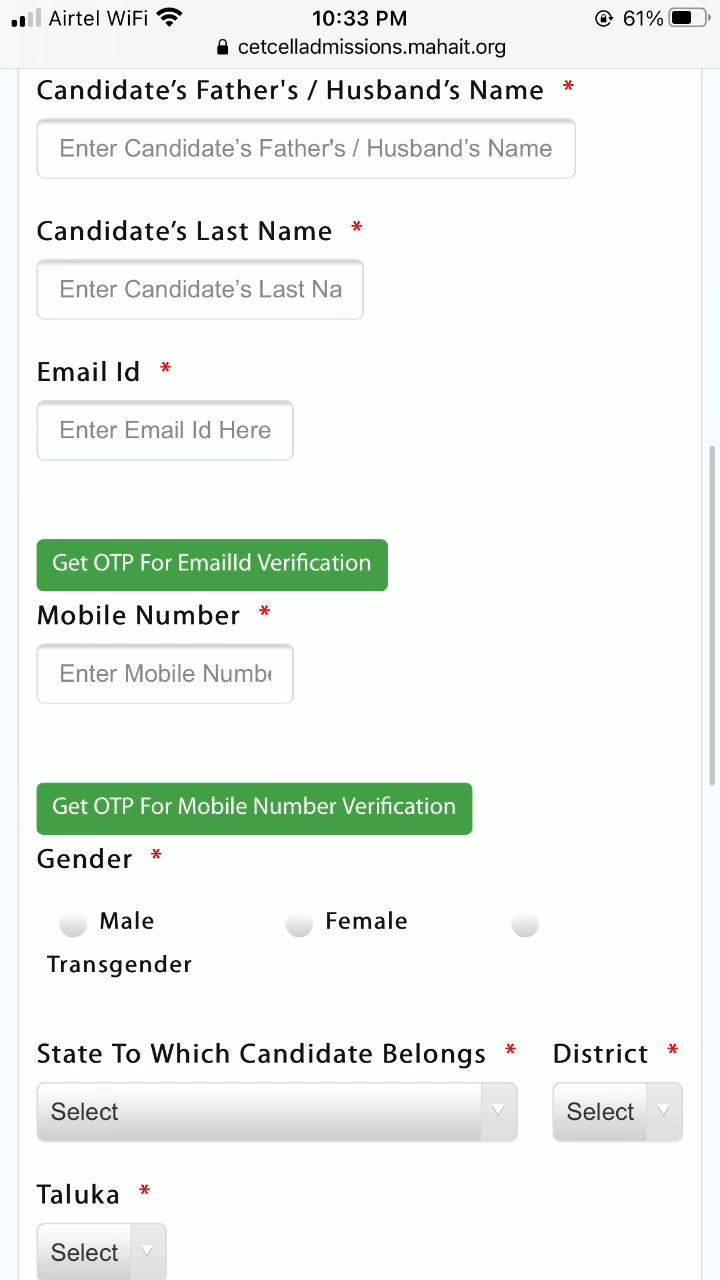 Airtel WiFi 10:33 PM 61%
cetcelladmissions.mahait.org
Candidate’s Father's / Husband’s Name *
Enter Candidate’s Father's / Husband’s Name
Candidate’s Last Name *
Enter Candidate’s Last Na
Email Id *
Enter Email Id Here
Get OTP For EmailId Verification
Mobile Number *
Enter Mobile Numbe
Get OTP For Mobile Number Verification
Gender *
Male Female
Transgender
State To Which Candidate Belongs * District *
Select Select
Taluka *
Select